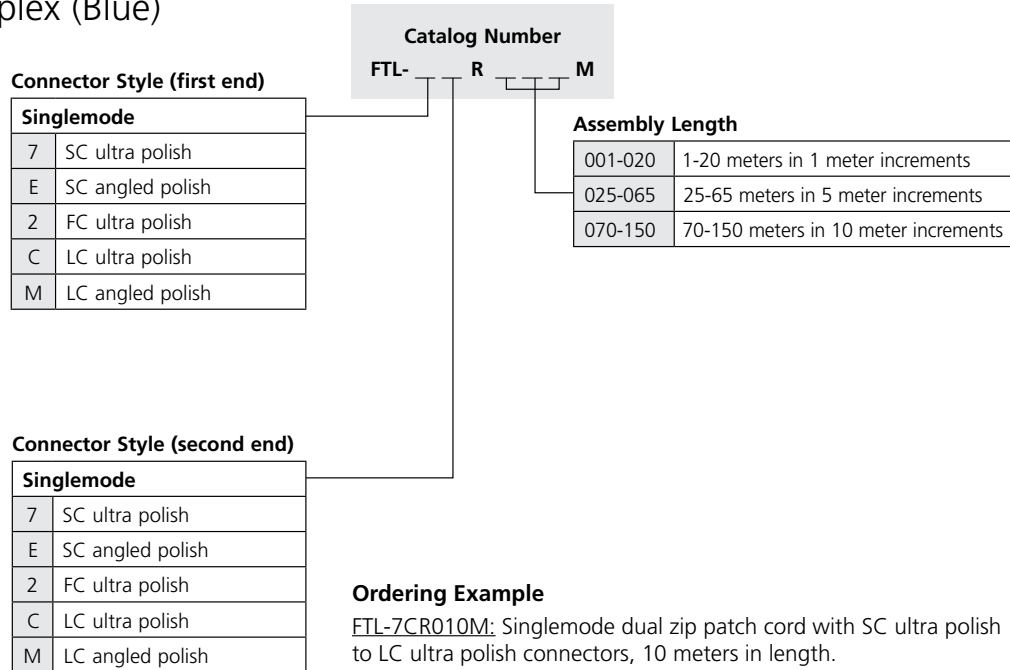 (Blue)
Catalog Number
FTL- _ _ R _ _ _ M
Connector Style (first end)
Singlemode
7 SC ultra polish
E SC angled polish
2 FC ultra polish
C LC ultra polish
M LC angled polish
Assembly Length
001-020 1-20 meters in 1 meter increments
025-065 25-65 meters in 5 meter increments
070-150 70-150 meters in 10 meter increments
Connector Style (second end)
Singlemode
7 SC ultra polish
E SC angled polish
2 FC ultra polish
C LC ultra polish
M LC angled polish
Ordering Example
FTL-7CR010M: Singlemode dual zip patch cord with SC ultra polish
to LC ultra polish connectors, 10 meters in length.